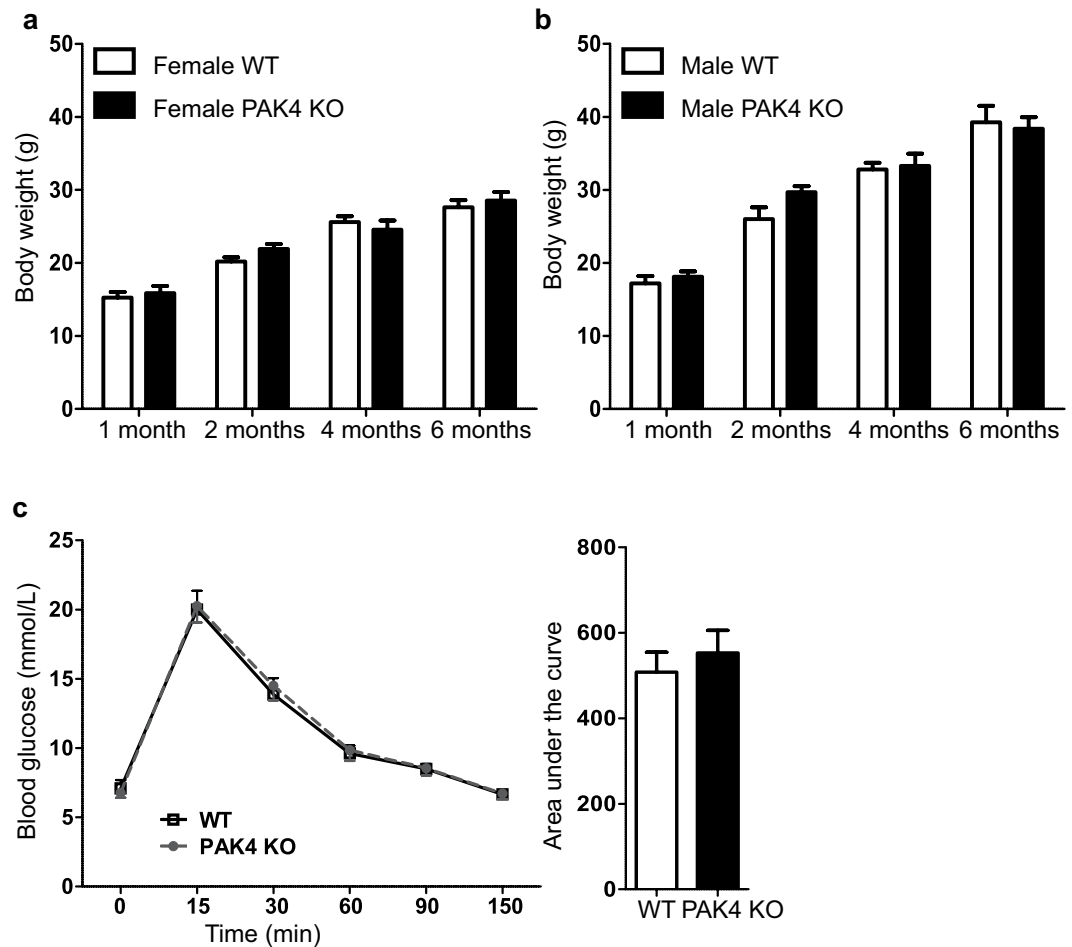 a
50
40
30
20
10
0
Body weight (g)
Female WT
Female PAK4 KO
1 month 2 months 4 months 6 months
b
50
40
30
20
10
0
Body weight (g)
Male WT
Male PAK4 KO
1 month 2 months 4 months 6 months
c
25
20
15
10
5
0
Blood glucose (mmol/L)
WT
PAK4 KO
0 15 30 60 90 150
Time (min)
800
600
400
200
0
Area under the curve
WT PAK4 KO